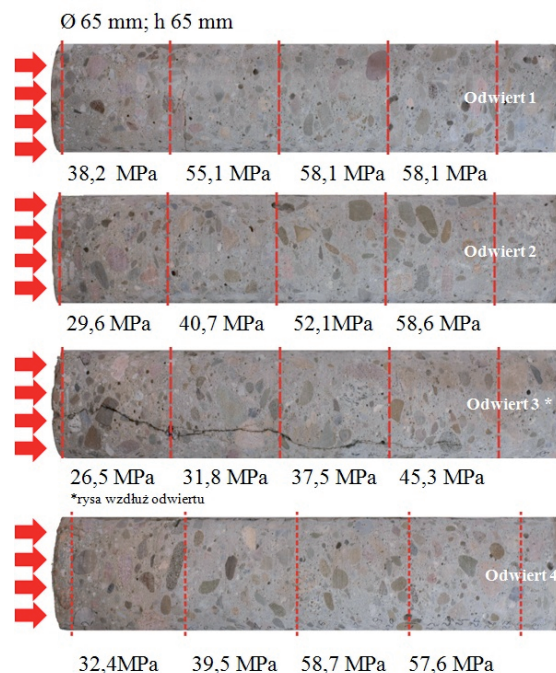 Ø 65 mm; h 65 mm
Odwiert 1
38,2 MPa 55,1 MPa 58,1 MPa 58,1 MPa
Odwiert 2
29,6 MPa 40,7 MPa 52,1MPa 58,6 MPa
Odwiert 3 *
26,5 MPa 31,8 MPa 37,5 MPa 45,3 MPa
*rysa wzdłuż odwiertu
Odwiert 4
32,4MPa 39,5 MPa 58,7 MPa 57,6 MPa